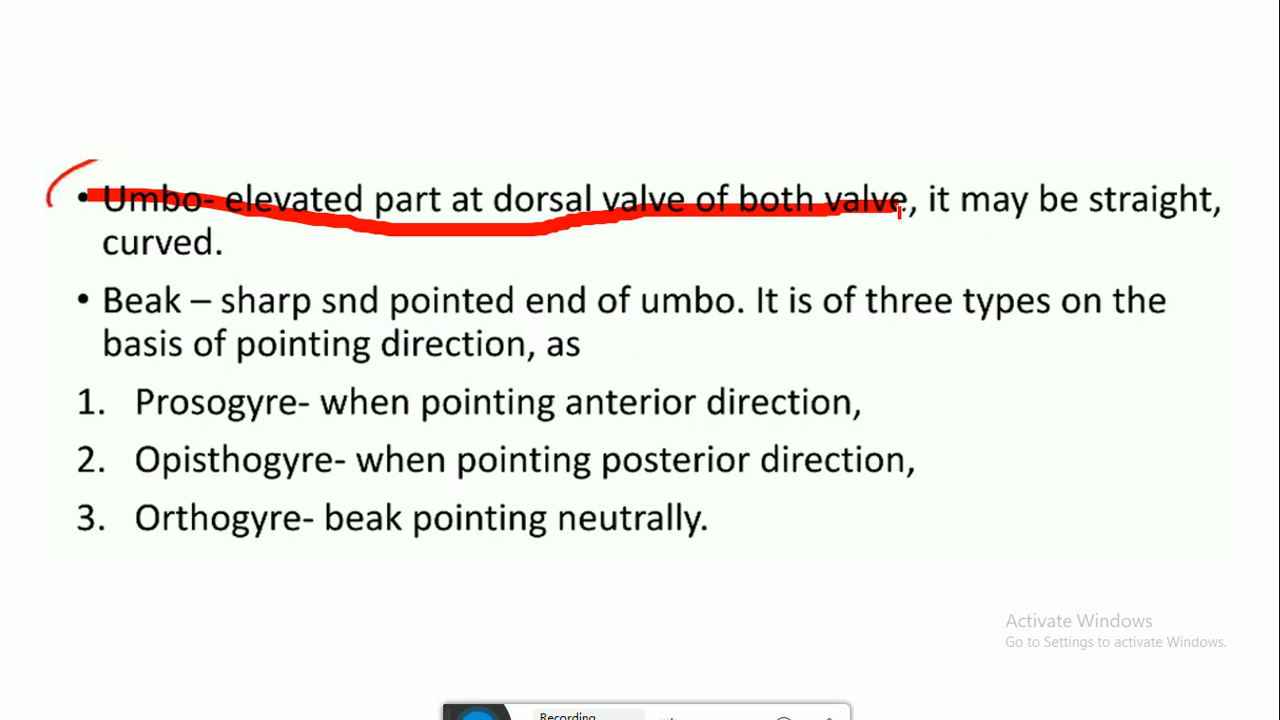 • Umbo- elevated part at dorsal valve of both valve, it may be straight,
curved.
• Beak – sharp snd pointed end of umbo. It is of three types on the
basis of pointing direction, as
1. Prosogyre- when pointing anterior direction,
2. Opisthogyre- when pointing posterior direction,
3. Orthogyre- beak pointing neutrally.
Activate Windows
Go to Settings to activate Windows.
Recording